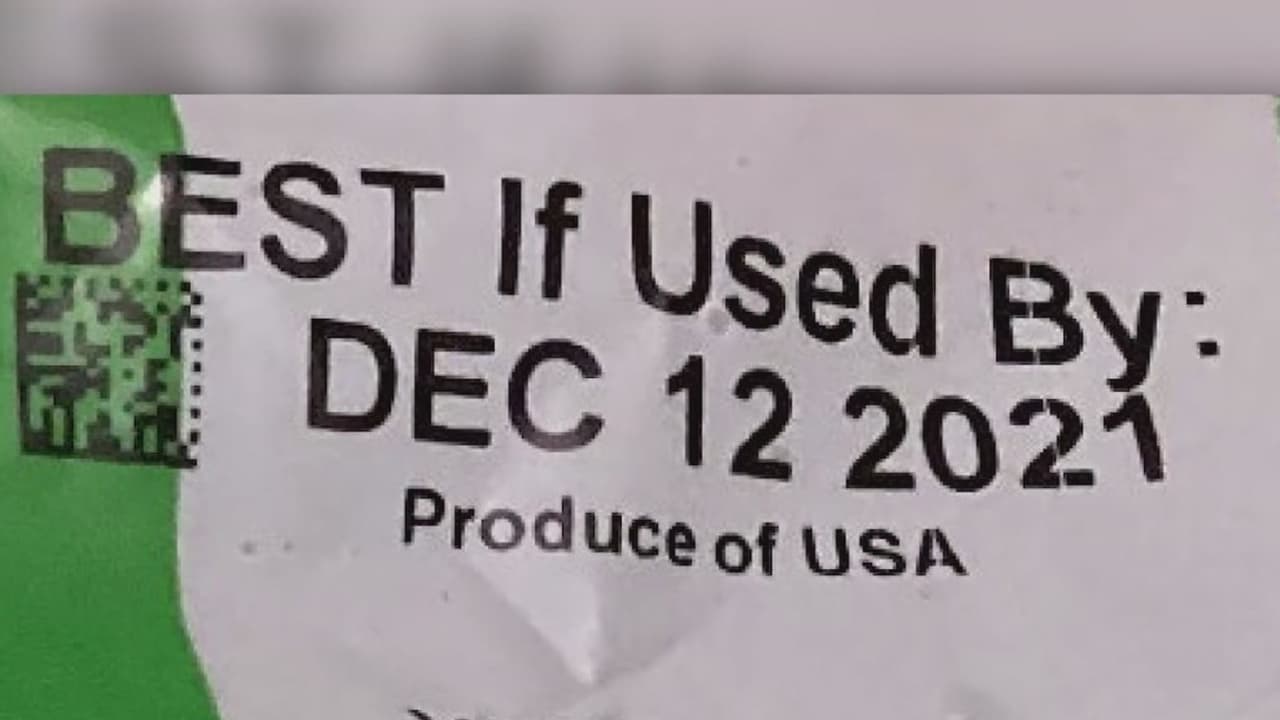 BEST If Used By:
DEC 12 2021
Produce of USA